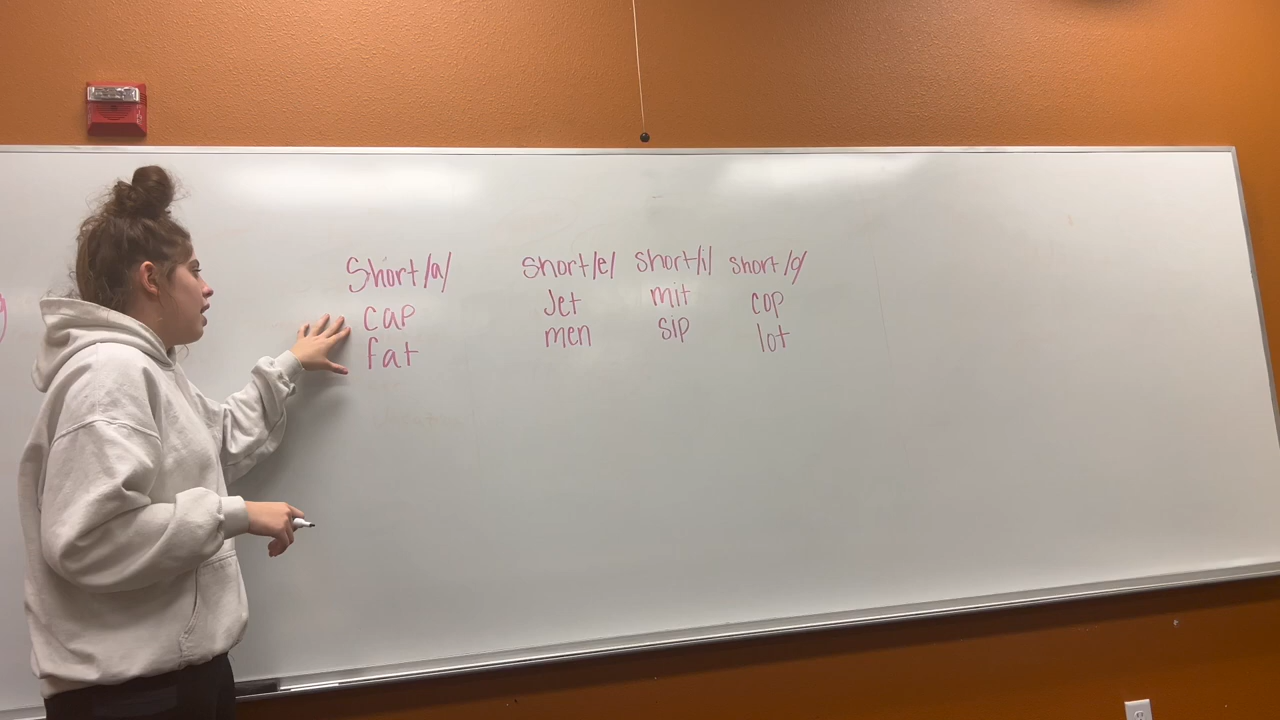 Short/a/ short/e/ short/i/ short/o/
cap Jet mit cop
fat men sip lot